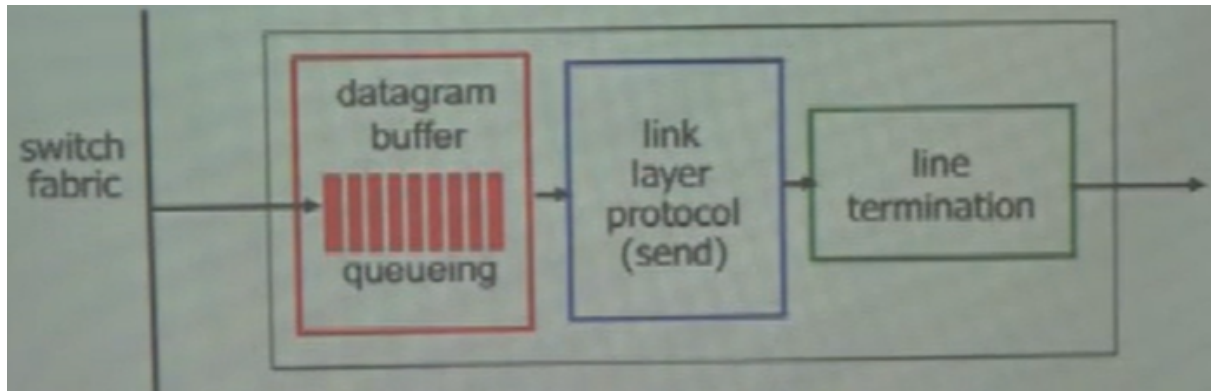 switch
fabric
datagram
buffer
queueing
link
layer
protocol
(send)
line
termination